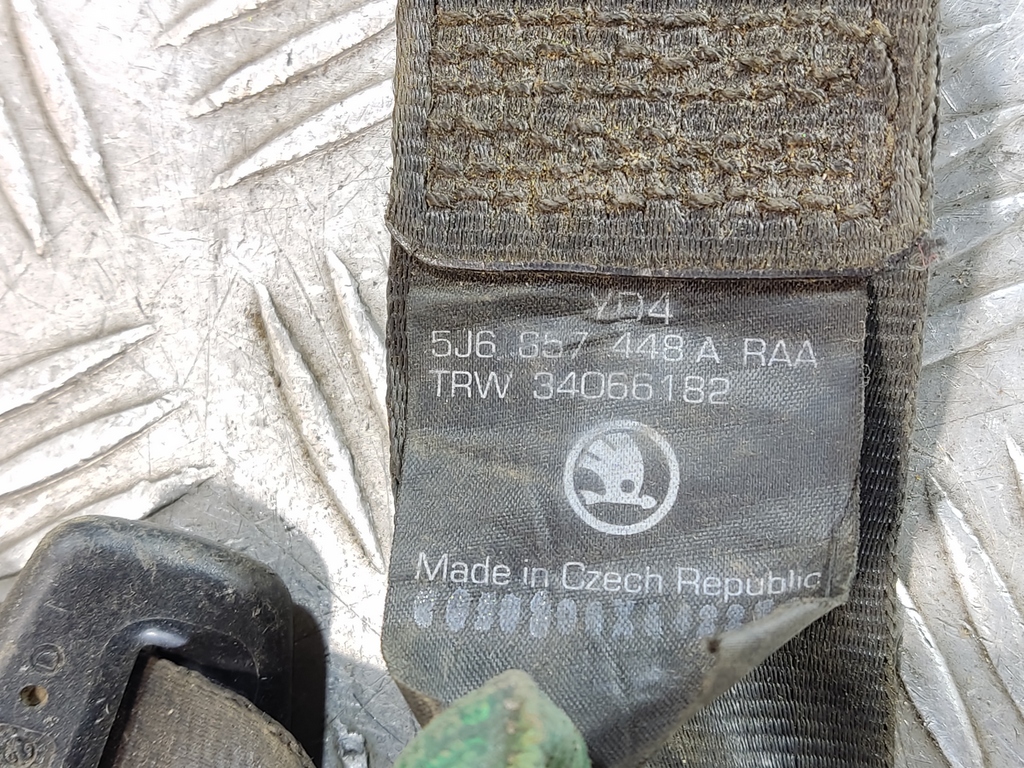 YD4
5J6 857 448 A RAA
TRW 34066182
Made in Czech Republic